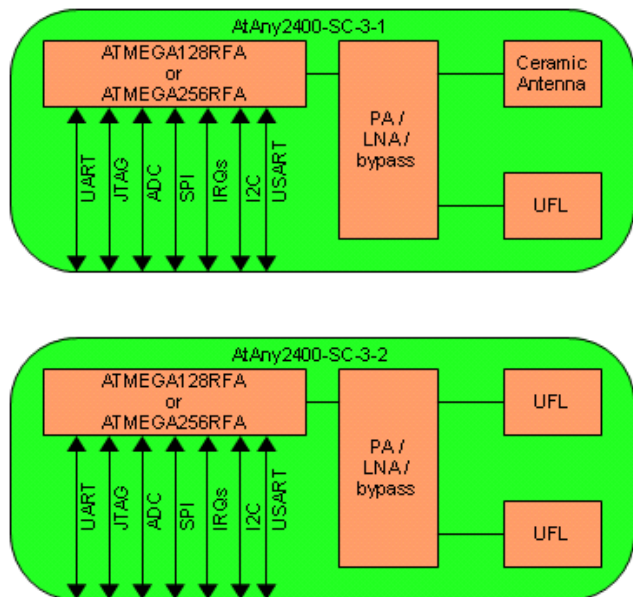 AtAny2400-SC-3-1
ATMEGA128RFA
or
ATMEGA256RFA
PA /
LNA /
bypass
Ceramic
Antenna
UFL
UART
JTAG
ADC
SPI
IRQs
I2C
USART
AtAny2400-SC-3-2
ATMEGA128RFA
or
ATMEGA256RFA
PA /
LNA /
bypass
UFL
UFL
UART
JTAG
ADC
SPI
IRQs
I2C
USART